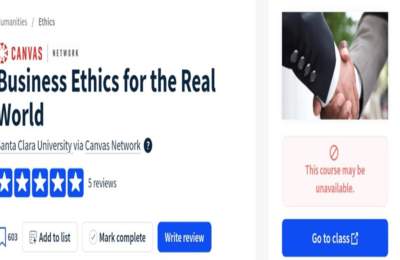 umanities / Ethics
CANVAS | NETWORK
Business Ethics for the Real
World
Santa Clara University via Canvas Network ?
5 reviews
603
Add to list
Mark complete
Write review
This course may be
unavailable.
Go to class